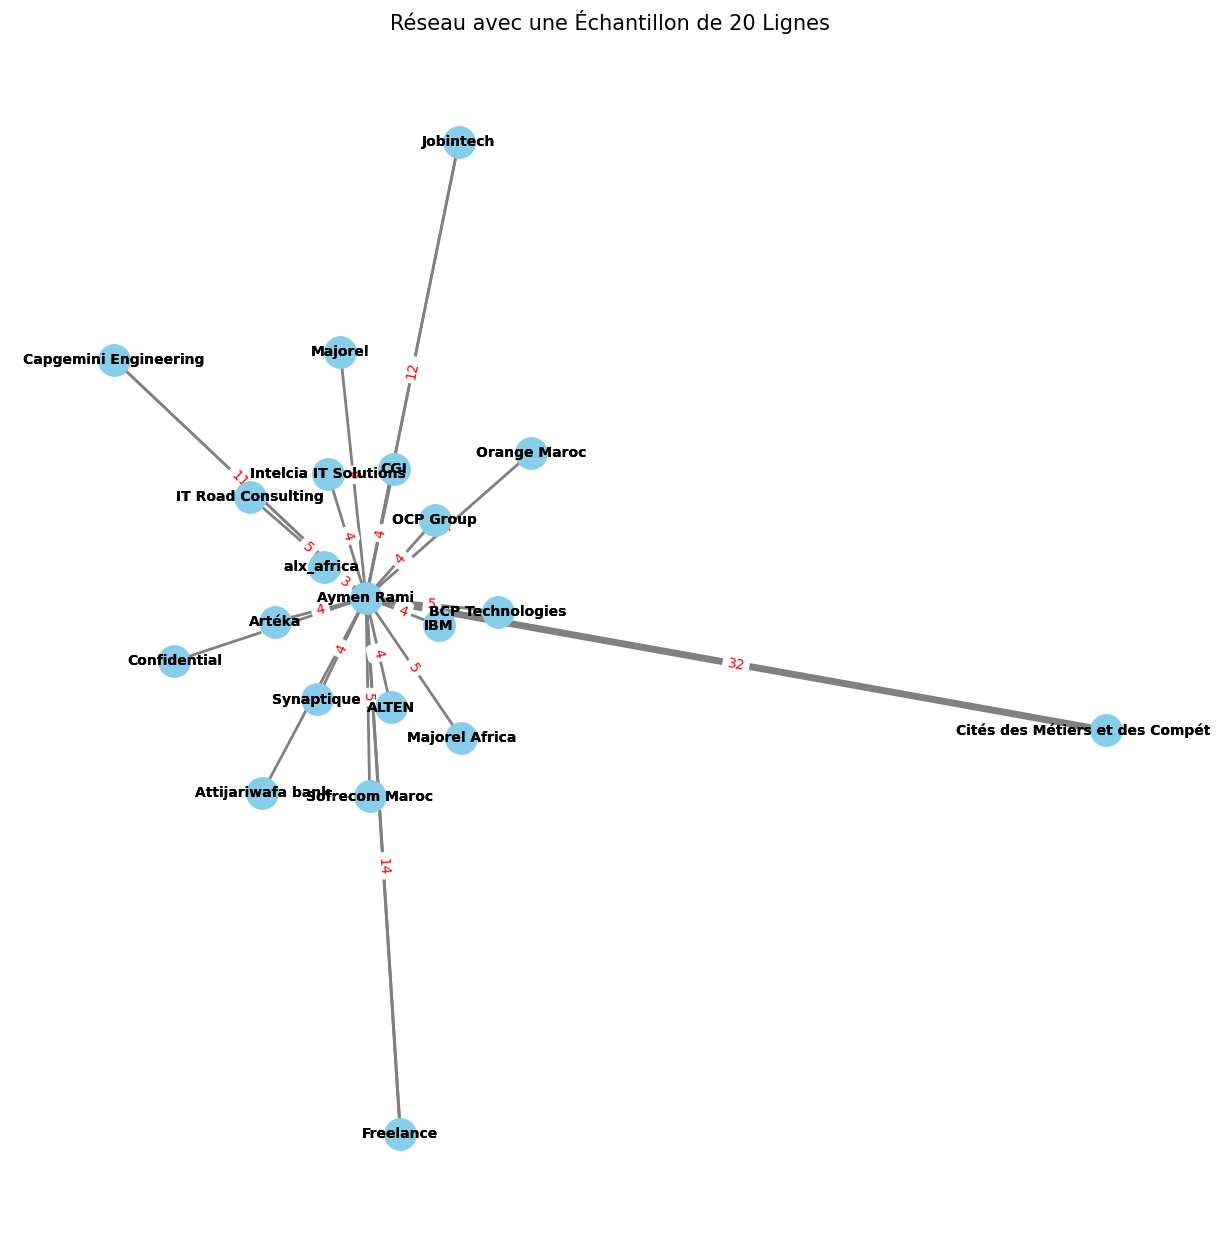 Réseau avec une Échantillon de 20 Lignes
Jobintech
Majorel
Capgemini Engineering
12
Orange Maroc
CGI
Intelcia IT Solutions
11
IT Road Consulting
OCP Group
4
4
5
4
alx_africa
3
Aymen Rami
5
BCP Technologies
4
4
Artéka
IBM
4
4
Confidential
32
5
Synaptique
5
ALTEN
Cités des Métiers et des Compét
Majorel Africa
Attijariwafa bank
Sofrecom Maroc
14
Freelance